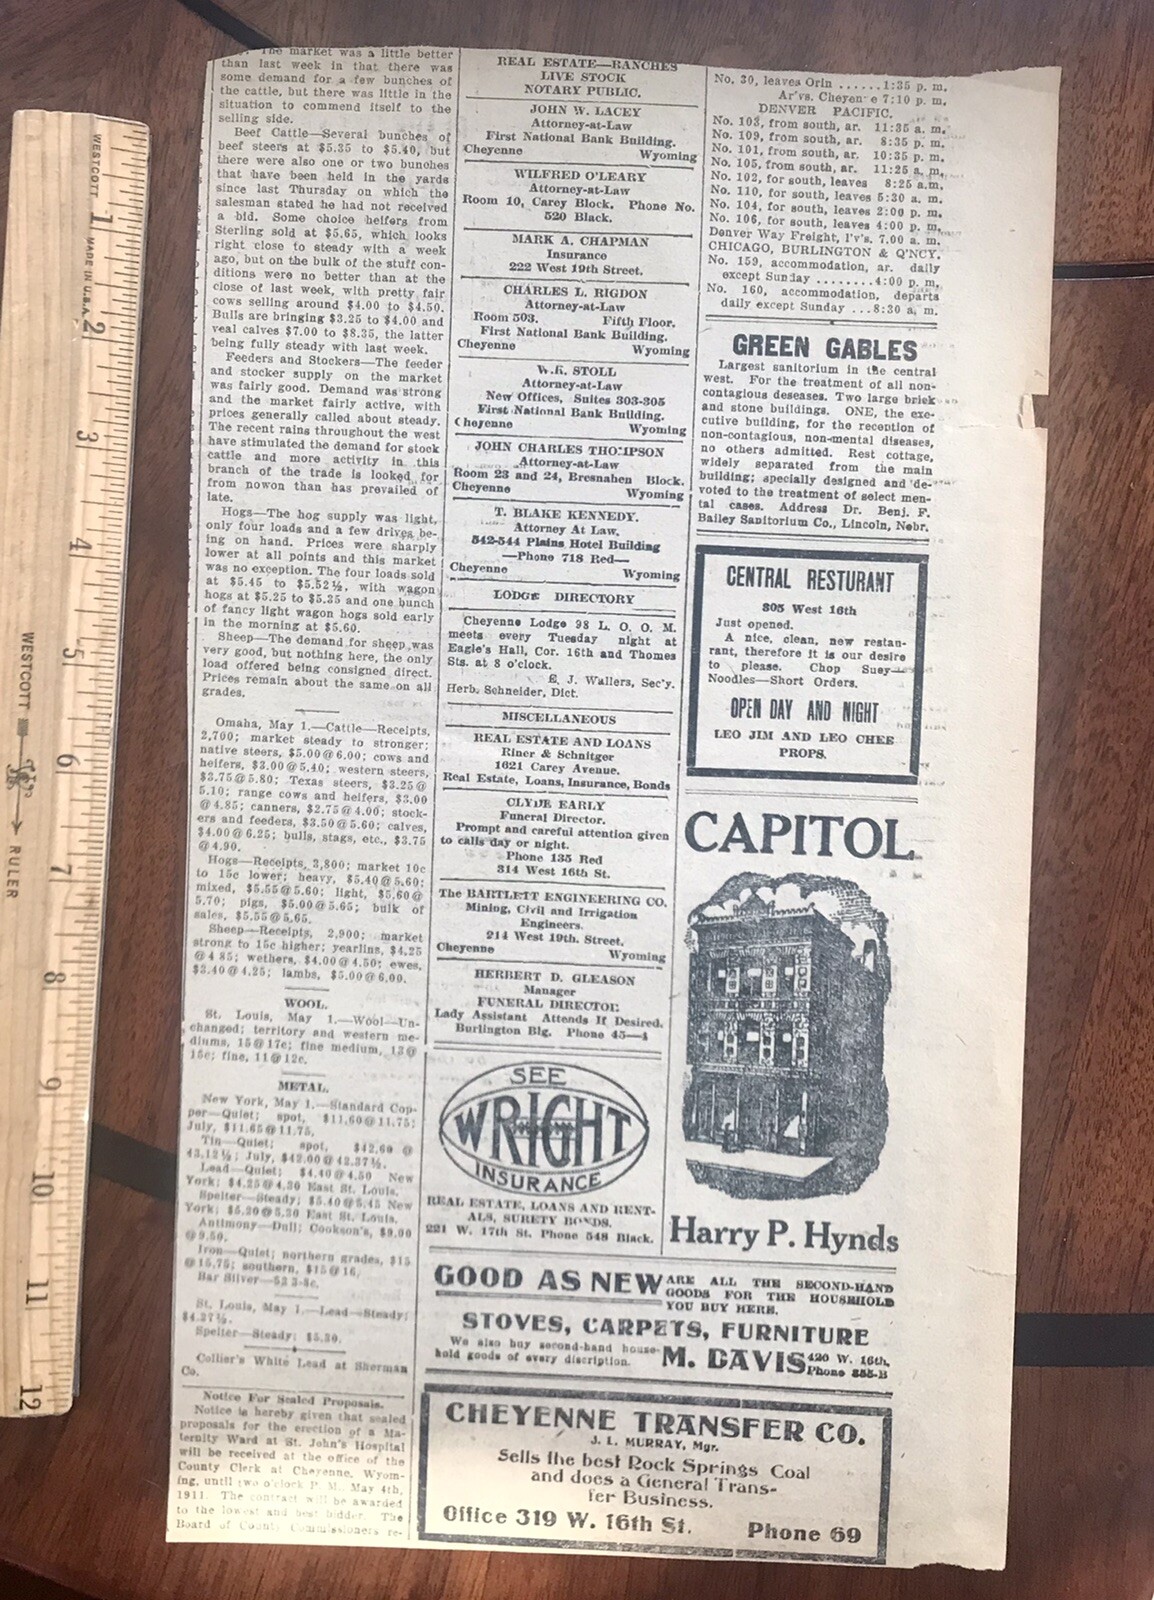 The market was a little better
than last week in that there was
some demand for a few bunches of
the cattle, but there was little in the
situation to commend itself to the
selling side.
Beef Cattle—Several bunches of
beef steers at $5.35 to $5.40, but
there were also one or two bunches
that have been held in the yards
since last Thursday on which the
salesman stated he had not received
a bid. Some choice heifers from
Sterling sold at $5.65, which looks
right close to steady with a week
ago, but on the bulk of the stuff con-
ditions were no better than at the
close of last week, with pretty fair
cows selling around $4.00 to $4.50.
Bulls are bringing $3.25 to $4.00 and
veal calves $7.00 to $8.35, the latter
being fully steady with last week.
Feeders and Stockers—The feeder
and stocker supply on the market
was fairly good. Demand was strong
and the market fairly active, with
prices generally called about steady.
The recent rains throughout the west
have stimulated the demand for stock
cattle and more activity in this
branch of the trade is looked for
from nowon than has prevailed of
late.
Hogs—The hog supply was light,
only four loads and a few drives be-
ing on hand. Prices were sharply
lower at all points and this market
was no exception. The four loads sold
at $5.45 to $5.52½, with wagon
hogs at $5.25 to $5.35 and one bunch
of fancy light wagon hogs sold early
in the morning at $5.60.
Sheep—The demand for sheep was
very good, but nothing here, the only
load offered being consigned direct.
Prices remain about the same on all
grades.
Omaha, May 1.—Cattle—Receipts,
2,700; market steady to stronger;
native steers, $5.00@6.00; cows and
heifers, $3.00@5.40; western steers,
$3.75@5.80; Texas steers, $3.25@
5.10; range cows and heifers, $3.00
@4.85; canners, $2.75@4.00; stock-
ers and feeders, $3.50@5.60; calves,
$4.00@6.25; bulls, stags, etc., $3.75
@4.90.
Hogs—Receipts, 3,800; market 10c
to 15c lower; heavy, $5.40@5.60;
mixed, $5.55@5.60; light, $5.60@
5.70; pigs, $5.00@5.65; bulk of
sales, $5.55@5.65.
Sheep—Receipts, 2,900; market
strong to 15c higher; yearlins, $4.25
@4.85; wethers, $4.00@4.50; ewes,
$3.40@4.25; lambs, $5.00@6.00.
WOOL.
St. Louis, May 1.—Wool—Un-
changed; territory and western me-
diums, 15@17c; fine medium, 13@
15c; fine, 11@12c.
METAL.
New York, May 1.—Standard Cop-
per—Quiet; spot, $11.60@11.75;
July, $11.65@11.75.
Tin—Quiet; spot, $42.60@
43.12½; July, $42.00@42.37½.
Lead—Quiet; $4.40@4.50 New
York; $4.25@4.30 East St. Louis.
Spelter—Steady; $5.40@5.45 New
York; $5.20@5.30 East St. Louis.
Antimony—Dull; Cookson's, $9.00
@9.50.
Iron—Quiet; northern grades, $15
@15.75; southern, $15@16.
Bar Silver—53 3-8c.
St. Louis, May 1.—Lead—Steady;
$4.27½.
Spelter—Steady; $5.30.
Collier's White Lead at Sherman
Co.
Notice For Sealed Proposals.
Notice is hereby given that sealed
proposals for the erection of a Ma-
ternity Ward at St. John's Hospital
will be received at the office of the
County Clerk at Cheyenne, Wyom-
ing, until two o'clock P. M., May 4th,
1911. The contract will be awarded
to the lowest and best bidder. The
Board of County Commissioners re-
REAL ESTATE—RANCHES
LIVE STOCK
NOTARY PUBLIC.
JOHN W. LACEY
Attorney-at-Law
First National Bank Building.
Cheyenne Wyoming
WILFRED O'LEARY
Attorney-at-Law
Room 10, Carey Block. Phone No.
520 Black.
MARK A. CHAPMAN
Insurance
222 West 19th Street.
CHARLES L. RIGDON
Attorney-at-Law
Room 503. Fifth Floor.
First National Bank Building.
Cheyenne Wyoming
W.E. STOLL
Attorney-at-Law
New Offices, Suites 303-305
First National Bank Building.
Cheyenne Wyoming
JOHN CHARLES THOMPSON
Attorney-at-Law
Room 23 and 24, Bresnahen Block.
Cheyenne Wyoming
T. BLAKE KENNEDY.
Attorney At Law.
542-544 Plains Hotel Building
—Phone 718 Red—
Cheyenne Wyoming
LODGE DIRECTORY
Cheyenne Lodge 98 L. O. O. M.
meets every Tuesday night at
Eagle's Hall, Cor. 16th and Thomes
Sts. at 8 o'clock.
E. J. Wallers, Sec'y.
Herb. Schneider, Dict.
MISCELLANEOUS
REAL ESTATE AND LOANS
Riner & Schnitger
1621 Carey Avenue.
Real Estate, Loans, Insurance, Bonds
CLYDE EARLY
Funeral Director.
Prompt and careful attention given
to calls day or night.
Phone 135 Red
314 West 16th St.
The BARTLETT ENGINEERING CO.
Mining, Civil and Irrigation
Engineers.
214 West 19th. Street.
Cheyenne Wyoming
HERBERT D. GLEASON
Manager
FUNERAL DIRECTOR.
Lady Assistant Attends If Desired.
Burlington Blg. Phone 45—4
SEE
WRIGHT
INSURANCE
REAL ESTATE, LOANS AND RENT-
ALS, SURETY BONDS.
221 W. 17th St. Phone 548 Black.
No. 30, leaves Orin ......1:35 p. m.
Ar'vs. Cheyenne 7:10 p. m.
DENVER PACIFIC.
No. 103, from south, ar. 11:35 a. m.
No. 109, from south, ar. 8:35 p. m.
No. 101, from south, ar. 10:35 p. m.
No. 105, from south, ar. 11:25 a. m.
No. 102, for south, leaves 8:25 a.m.
No. 110, for south, leaves 5:30 a. m.
No. 104, for south, leaves 2:00 p. m.
No. 106, for south, leaves 4:00 p. m.
Denver Way Freight, l'v's. 7.00 a. m.
CHICAGO, BURLINGTON & Q'NCY.
No. 159, accommodation, ar. daily
except Sunday ........4:00 p. m.
No. 160, accommodation, departs
daily except Sunday ...8:30 a. m.
GREEN GABLES
Largest sanitorium in the central
west. For the treatment of all non-
contagious deseases. Two large brick
and stone buildings. ONE, the exe-
cutive building, for the reception of
non-contagious, non-mental diseases,
no others admitted. Rest cottage,
widely separated from the main
building; specially designed and de-
voted to the treatment of select men-
tal cases. Address Dr. Benj. F.
Bailey Sanitorium Co., Lincoln, Nebr.
CENTRAL RESTURANT
305 West 16th
Just opened.
A nice, clean, new restau-
rant, therefore it is our desire
to please. Chop Suey—
Noodles—Short Orders.
OPEN DAY AND NIGHT
LEO JIM AND LEO CHEE
PROPS.
CAPITOL
Harry P. Hynds
GOOD AS NEW ARE ALL THE SECOND-HAND
GOODS FOR THE HOUSEHOLD
YOU BUY HERE.
STOVES, CARPETS, FURNITURE
We also buy second-hand house-
hold goods of every discription.
M. DAVIS 420 W. 16th.
Phone 355-B
CHEYENNE TRANSFER CO.
J. L. MURRAY, Mgr.
Sells the best Rock Springs Coal
and does a General Trans-
fer Business.
Office 319 W. 16th St. Phone 69
WESTCOTT
MADE IN U.S.A.
WESTCOTT RULER
1
2
3
4
5
6
7
8
9
10
11
12